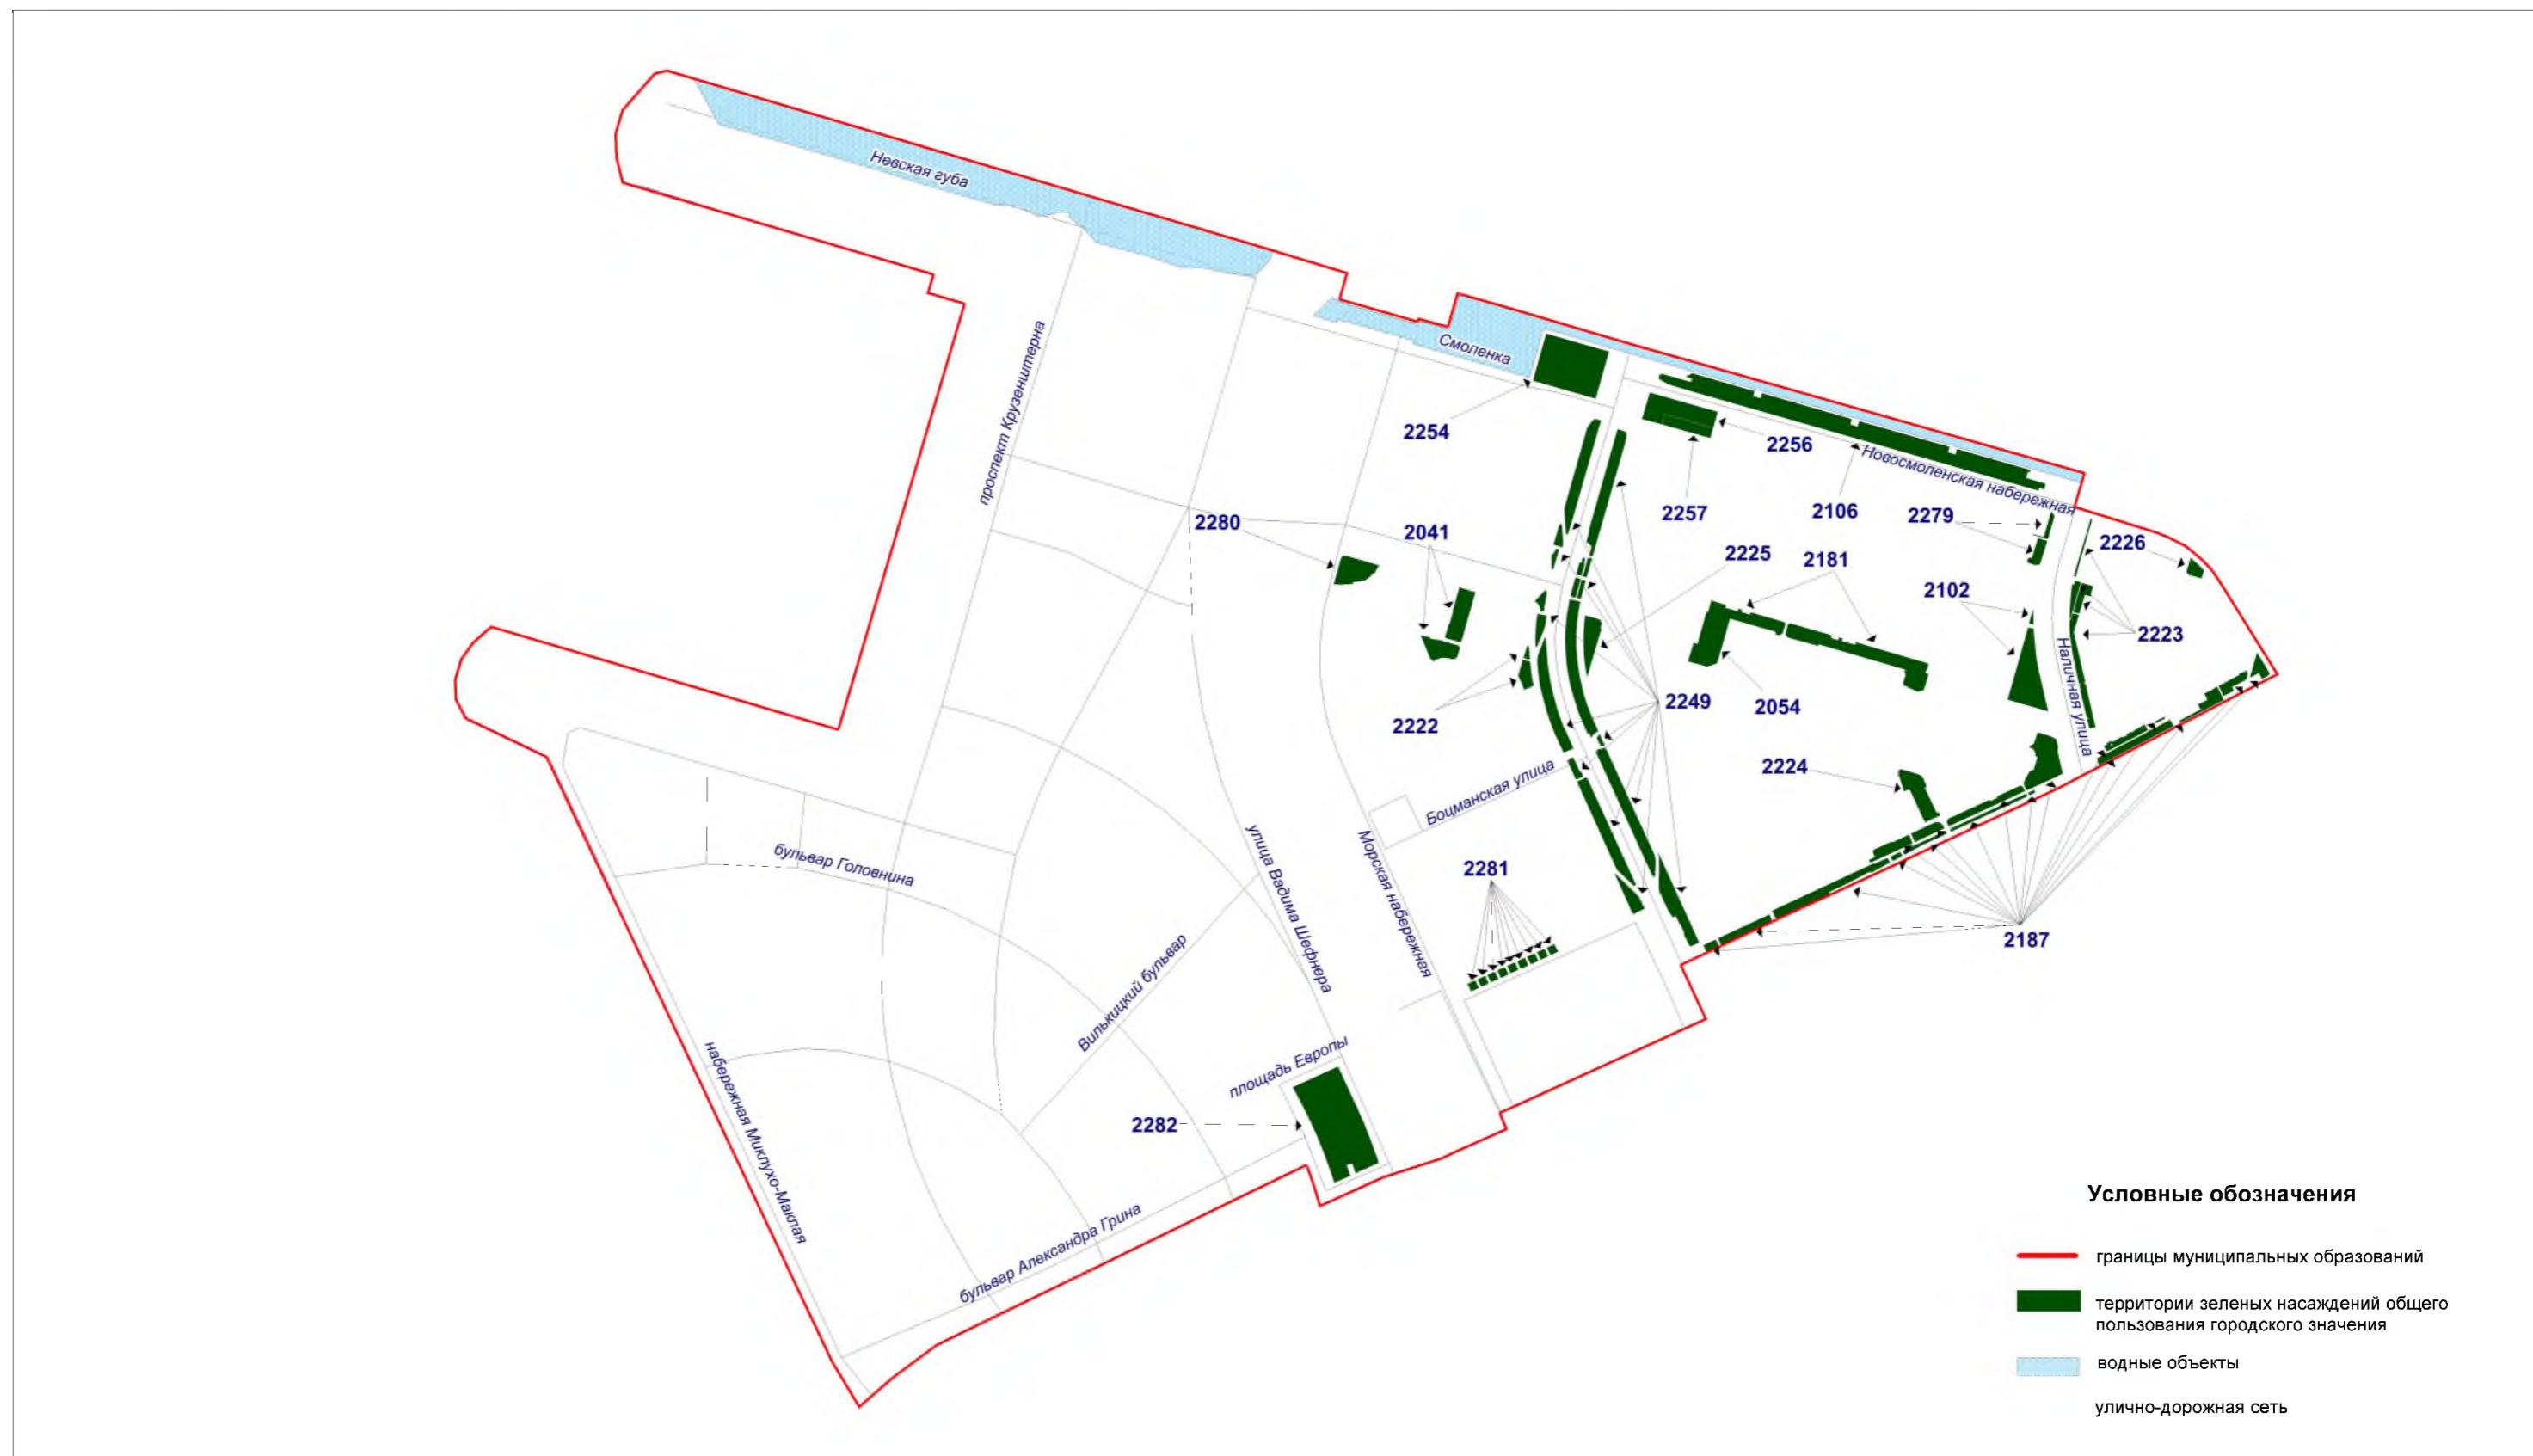 Невская губа
Смоленка
проспект Крузенштерна
2254
2256
Новосмоленская набережная
2257
2106
2279
2280
2041
2225
2181
2226
2102
2223
Наличная улица
2222
2249
2054
2224
Боцманская улица
бульвар Головнина
улица Вадима Шефнера
Морская набережная
2281
2187
Вилькицкий бульвар
набережная Миклухо-Маклая
площадь Европы
2282
бульвар Александра Грина
Условные обозначения
границы муниципальных образований
территории зеленых насаждений общего
пользования городского значения
водные объекты
улично-дорожная сеть